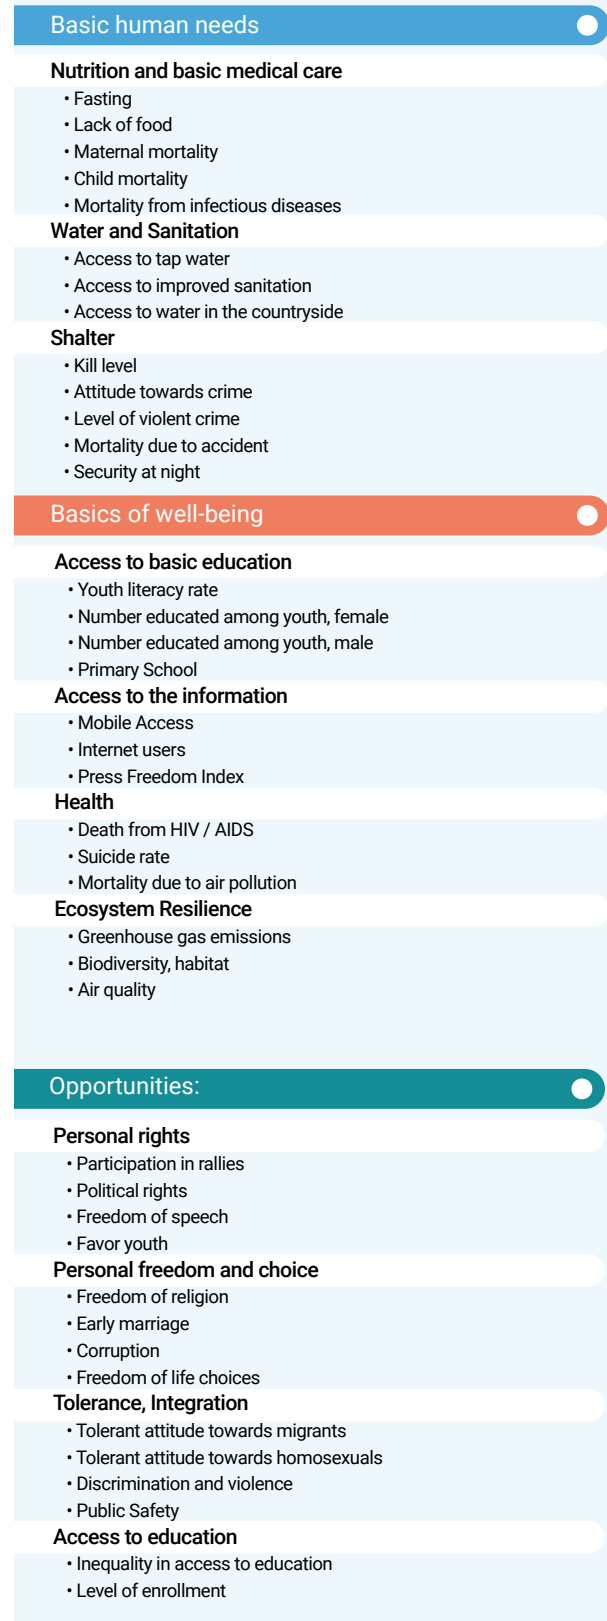 Basic human needs
Nutrition and basic medical care
• Fasting
• Lack of food
• Maternal mortality
• Child mortality
• Mortality from infectious diseases
Water and Sanitation
• Access to tap water
• Access to improved sanitation
• Access to water in the countryside
Shalter
• Kill level
• Attitude towards crime
• Level of violent crime
• Mortality due to accident
• Security at night
Basics of well-being
Access to basic education
• Youth literacy rate
• Number educated among youth, female
• Number educated among youth, male
• Primary School
Access to the information
• Mobile Access
• Internet users
• Press Freedom Index
Health
• Death from HIV / AIDS
• Suicide rate
• Mortality due to air pollution
Ecosystem Resilience
• Greenhouse gas emissions
• Biodiversity, habitat
• Air quality
Opportunities:
Personal rights
• Participation in rallies
• Political rights
• Freedom of speech
• Favor youth
Personal freedom and choice
• Freedom of religion
• Early marriage
• Corruption
• Freedom of life choices
Tolerance, Integration
• Tolerant attitude towards migrants
• Tolerant attitude towards homosexuals
• Discrimination and violence
• Public Safety
Access to education
• Inequality in access to education
• Level of enrollment